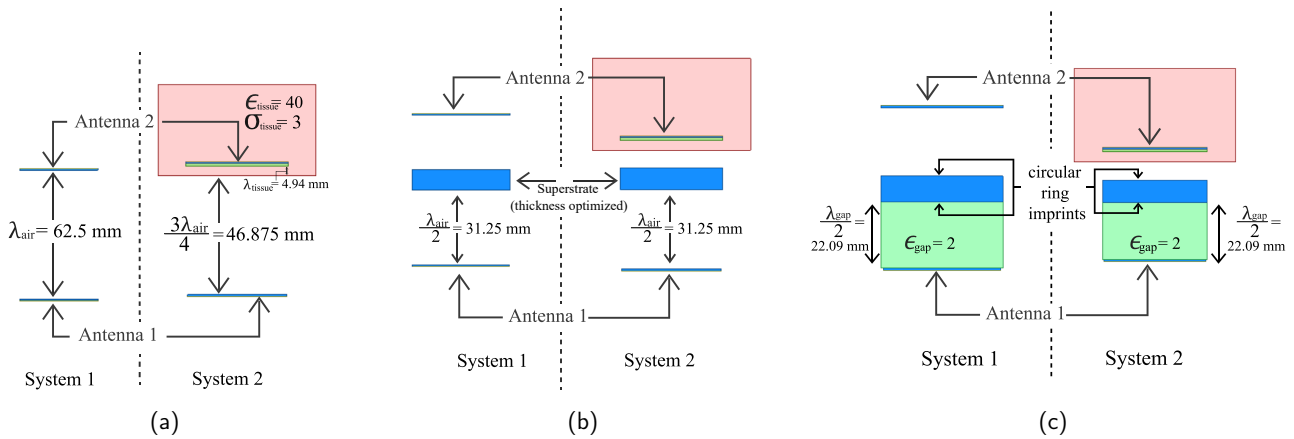 Antenna 2
ϵtissue= 40
σtissue= 3
λtissue= 4.94 mm
λair= 62.5 mm
3λair/4 = 46.875 mm
Antenna 1
System 1
System 2
(a)
Antenna 2
Superstrate
(thickness optimized)
λair/2 = 31.25 mm
λair/2 = 31.25 mm
Antenna 1
System 1
System 2
(b)
Antenna 2
circular
ring
imprints
λgap/2 =
22.09 mm
ϵgap= 2
ϵgap= 2
λgap/2 =
22.09 mm
Antenna 1
System 1
System 2
(c)